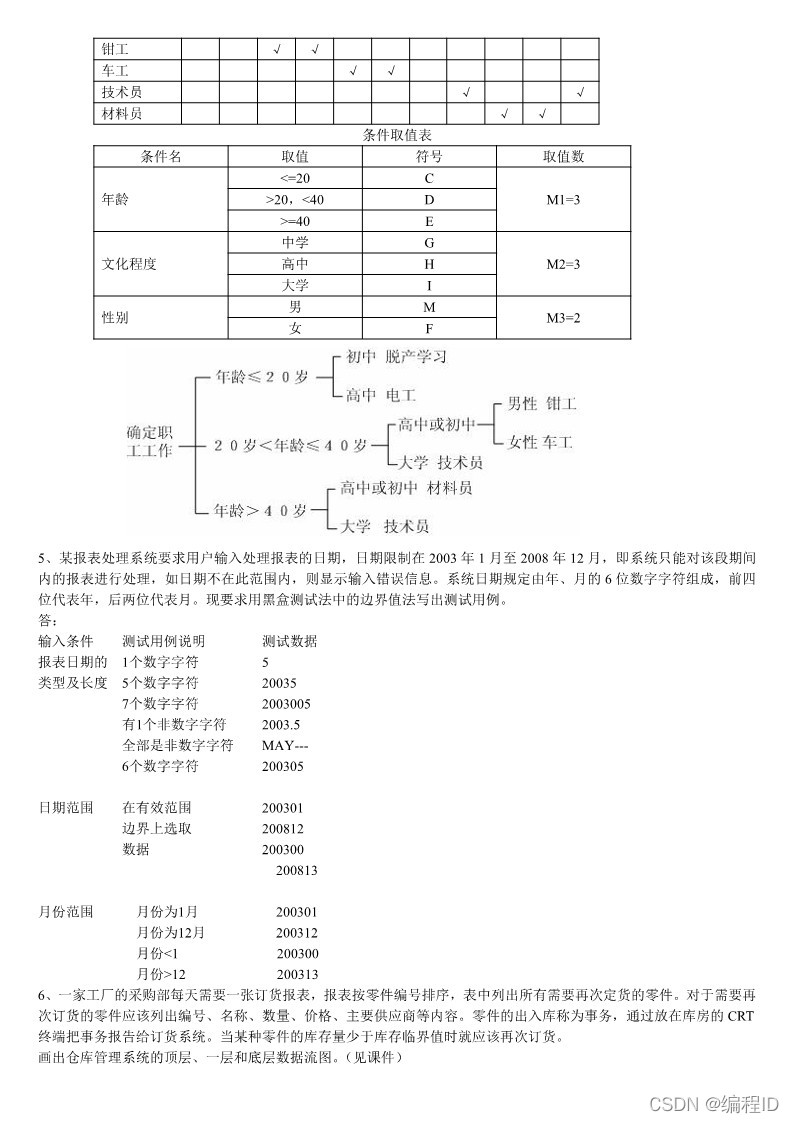 钳工 √ √
车工 √ √
技术员 √ √
材料员 √ √
条件取值表
条件名 取值 符号 取值数
年龄 <=20 C M1=3
>20，<40 D
>=40 E
文化程度 中学 G M2=3
高中 H
大学 I
性别 男 M M3=2
女 F
确定职工工作
年龄≤20岁
初中 脱产学习
高中 电工
20岁<年龄≤40岁
高中或初中
男性 钳工
女性 车工
大学 技术员
年龄>40岁
高中或初中 材料员
大学 技术员
5、某报表处理系统要求用户输入处理报表的日期，日期限制在 2003 年 1 月至 2008 年 12 月，即系统只能对该段期间
内的报表进行处理，如日期不在此范围内，则显示输入错误信息。系统日期规定由年、月的 6 位数字字符组成，前四
位代表年，后两位代表月。现要求用黑盒测试法中的边界值法写出测试用例。
答：
输入条件 测试用例说明 测试数据
报表日期的 1个数字字符 5
类型及长度 5个数字字符 20035
7个数字字符 2003005
有1个非数字字符 2003.5
全部是非数字字符 MAY---
6个数字字符 200305
日期范围 在有效范围 200301
边界上选取 200812
数据 200300
200813
月份范围 月份为1月 200301
月份为12月 200312
月份<1 200300
月份>12 200313
6、一家工厂的采购部每天需要一张订货报表，报表按零件编号排序，表中列出所有需要再次定货的零件。对于需要再
次订货的零件应该列出编号、名称、数量、价格、主要供应商等内容。零件的出入库称为事务，通过放在库房的 CRT
终端把事务报告给订货系统。当某种零件的库存量少于库存临界值时就应该再次订货。
画出仓库管理系统的顶层、一层和底层数据流图。（见课件）
CSDN @编程ID